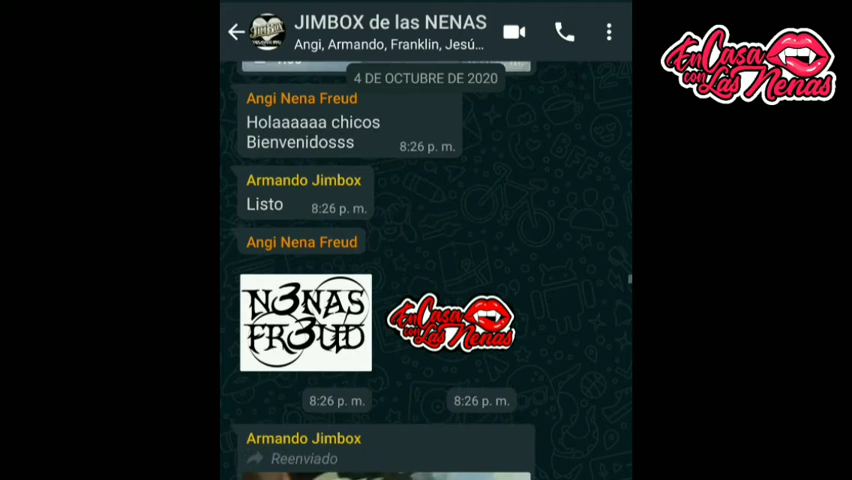 JIMBOX de las NENAS
Angi, Armando, Franklin, Jesú...
4 DE OCTUBRE DE 2020
Angi Nena Freud
Holaaaaaa chicos
Bienvenidosss
8:26 p. m.
Armando Jimbox
Listo
8:26 p. m.
Angi Nena Freud
N3NAS
FR3UD
En Casa
con Las Nenas
8:26 p. m.
8:26 p. m.
Armando Jimbox
Reenviado
En Casa
con Las Nenas